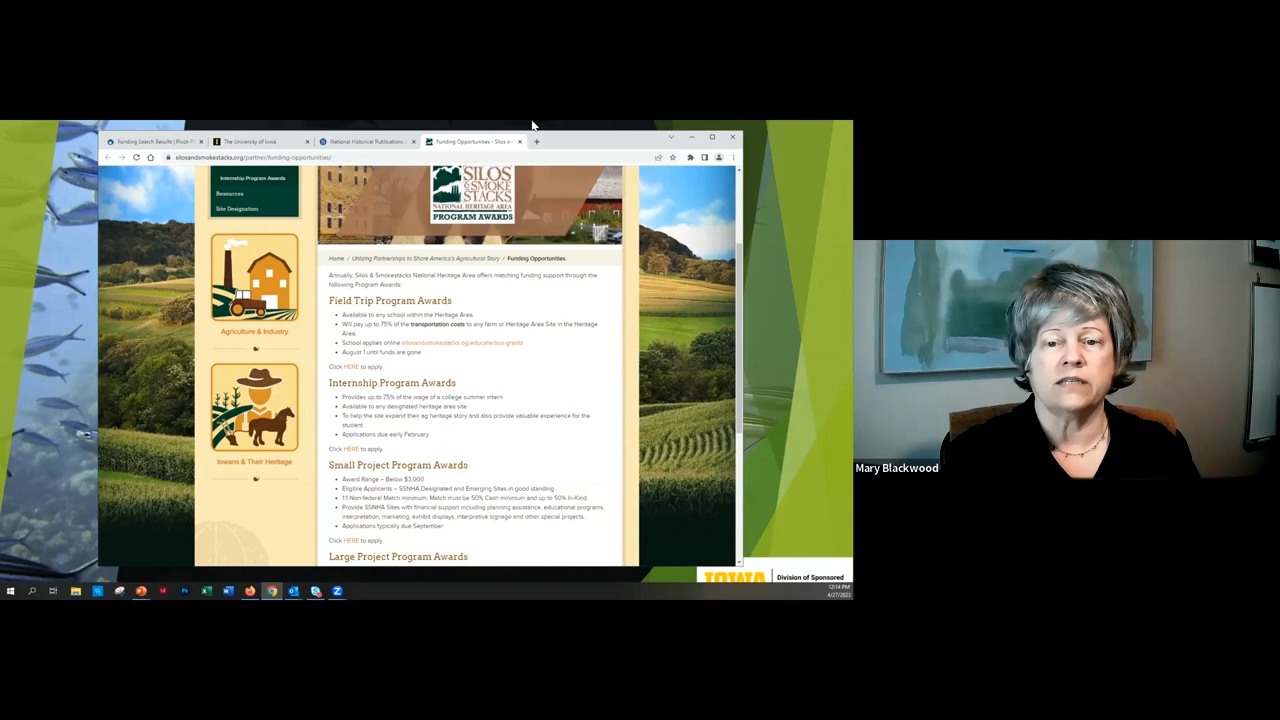 Funding Search Results | Pivot-R
The University of Iowa
National Historical Publications
Funding Opportunities - Silos a
silosandsmokestacks.org/partner/funding-opportunities/
Internship Program Awards
Resources
Site Designation
SILOS
& SMOKE
STACKS
NATIONAL HERITAGE AREA
PROGRAM AWARDS
Home / Utilizing Partnerships to Share America's Agricultural Story / Funding Opportunities
Annually, Silos & Smokestacks National Heritage Area offers matching funding support through the
following Program Awards:
Field Trip Program Awards
• Available to any school within the Heritage Area.
• Will pay up to 75% of the transportation costs to any farm or Heritage Area Site in the Heritage
Area.
• School applies online silosandsmokestacks.og/educate/bus-grants
• August 1 until funds are gone
Click HERE to apply.
Agriculture & Industry
Internship Program Awards
• Provides up to 75% of the wage of a college summer intern
• Available to any designated heritage area site
• To help the site expand their ag heritage story and also provide valuable experience for the
student.
• Applications due early February
Click HERE to apply.
Iowans & Their Heritage
Small Project Program Awards
• Award Range – Below $3,000
• Eligible Applicants – SSNHA Designated and Emerging Sites in good standing
• 1:1 Non-federal Match minimum; Match must be 50% Cash minimum and up to 50% In-Kind.
• Provide SSNHA Sites with financial support including planning assistance, educational programs,
interpretation, marketing, exhibit displays, interpretive signage and other special projects.
• Applications typically due September
Click HERE to apply.
Large Project Program Awards
IOWA
Division of Sponsored
12:14 PM
4/27/2023
Mary Blackwood